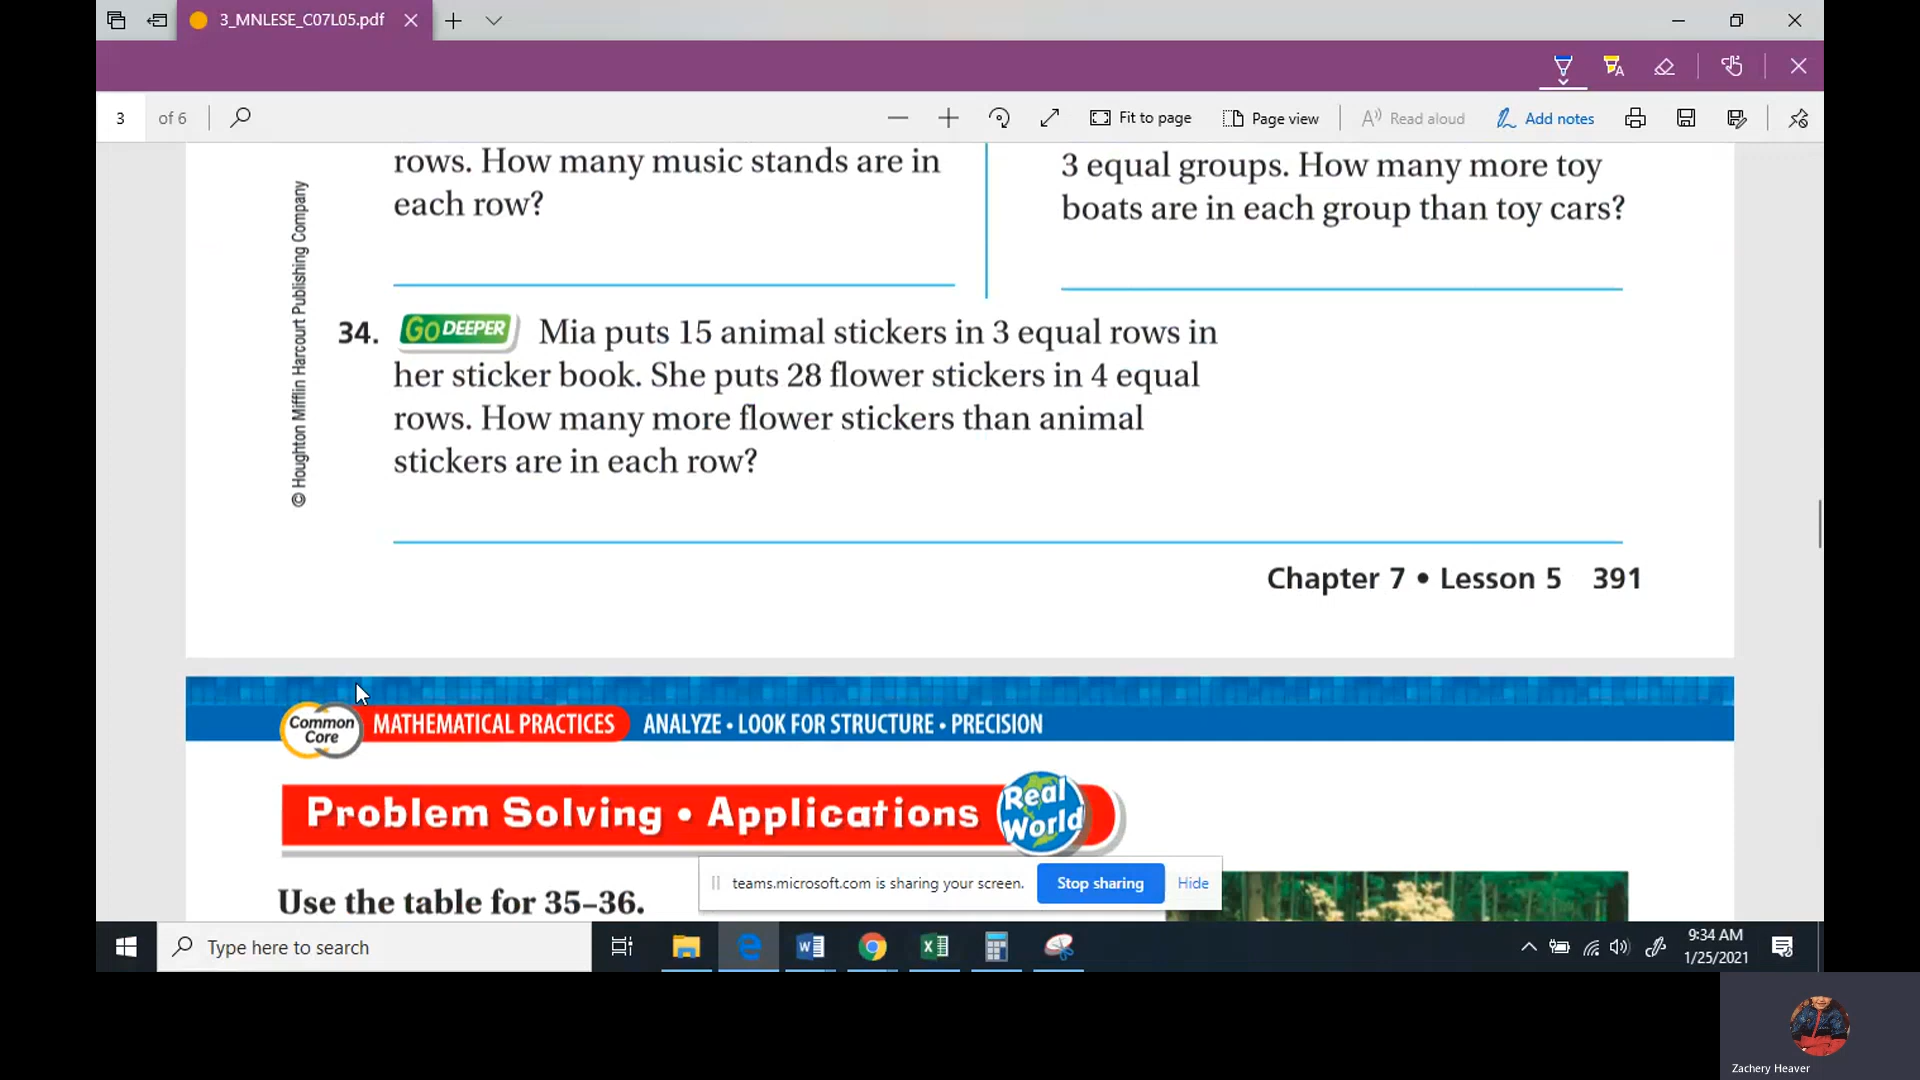 3_MNLESE_C07L05.pdf
3 of 6
Fit to page
Page view
Read aloud
Add notes
rows. How many music stands are in
each row?
3 equal groups. How many more toy
boats are in each group than toy cars?
© Houghton Mifflin Harcourt Publishing Company
34. Go DEEPER Mia puts 15 animal stickers in 3 equal rows in
her sticker book. She puts 28 flower stickers in 4 equal
rows. How many more flower stickers than animal
stickers are in each row?
Chapter 7 • Lesson 5 391
Common
Core
MATHEMATICAL PRACTICES ANALYZE • LOOK FOR STRUCTURE • PRECISION
Problem Solving • Applications
Real
World
Use the table for 35–36.
teams.microsoft.com is sharing your screen.
Stop sharing
Hide
Type here to search
9:34 AM
1/25/2021
Zachery Heaver